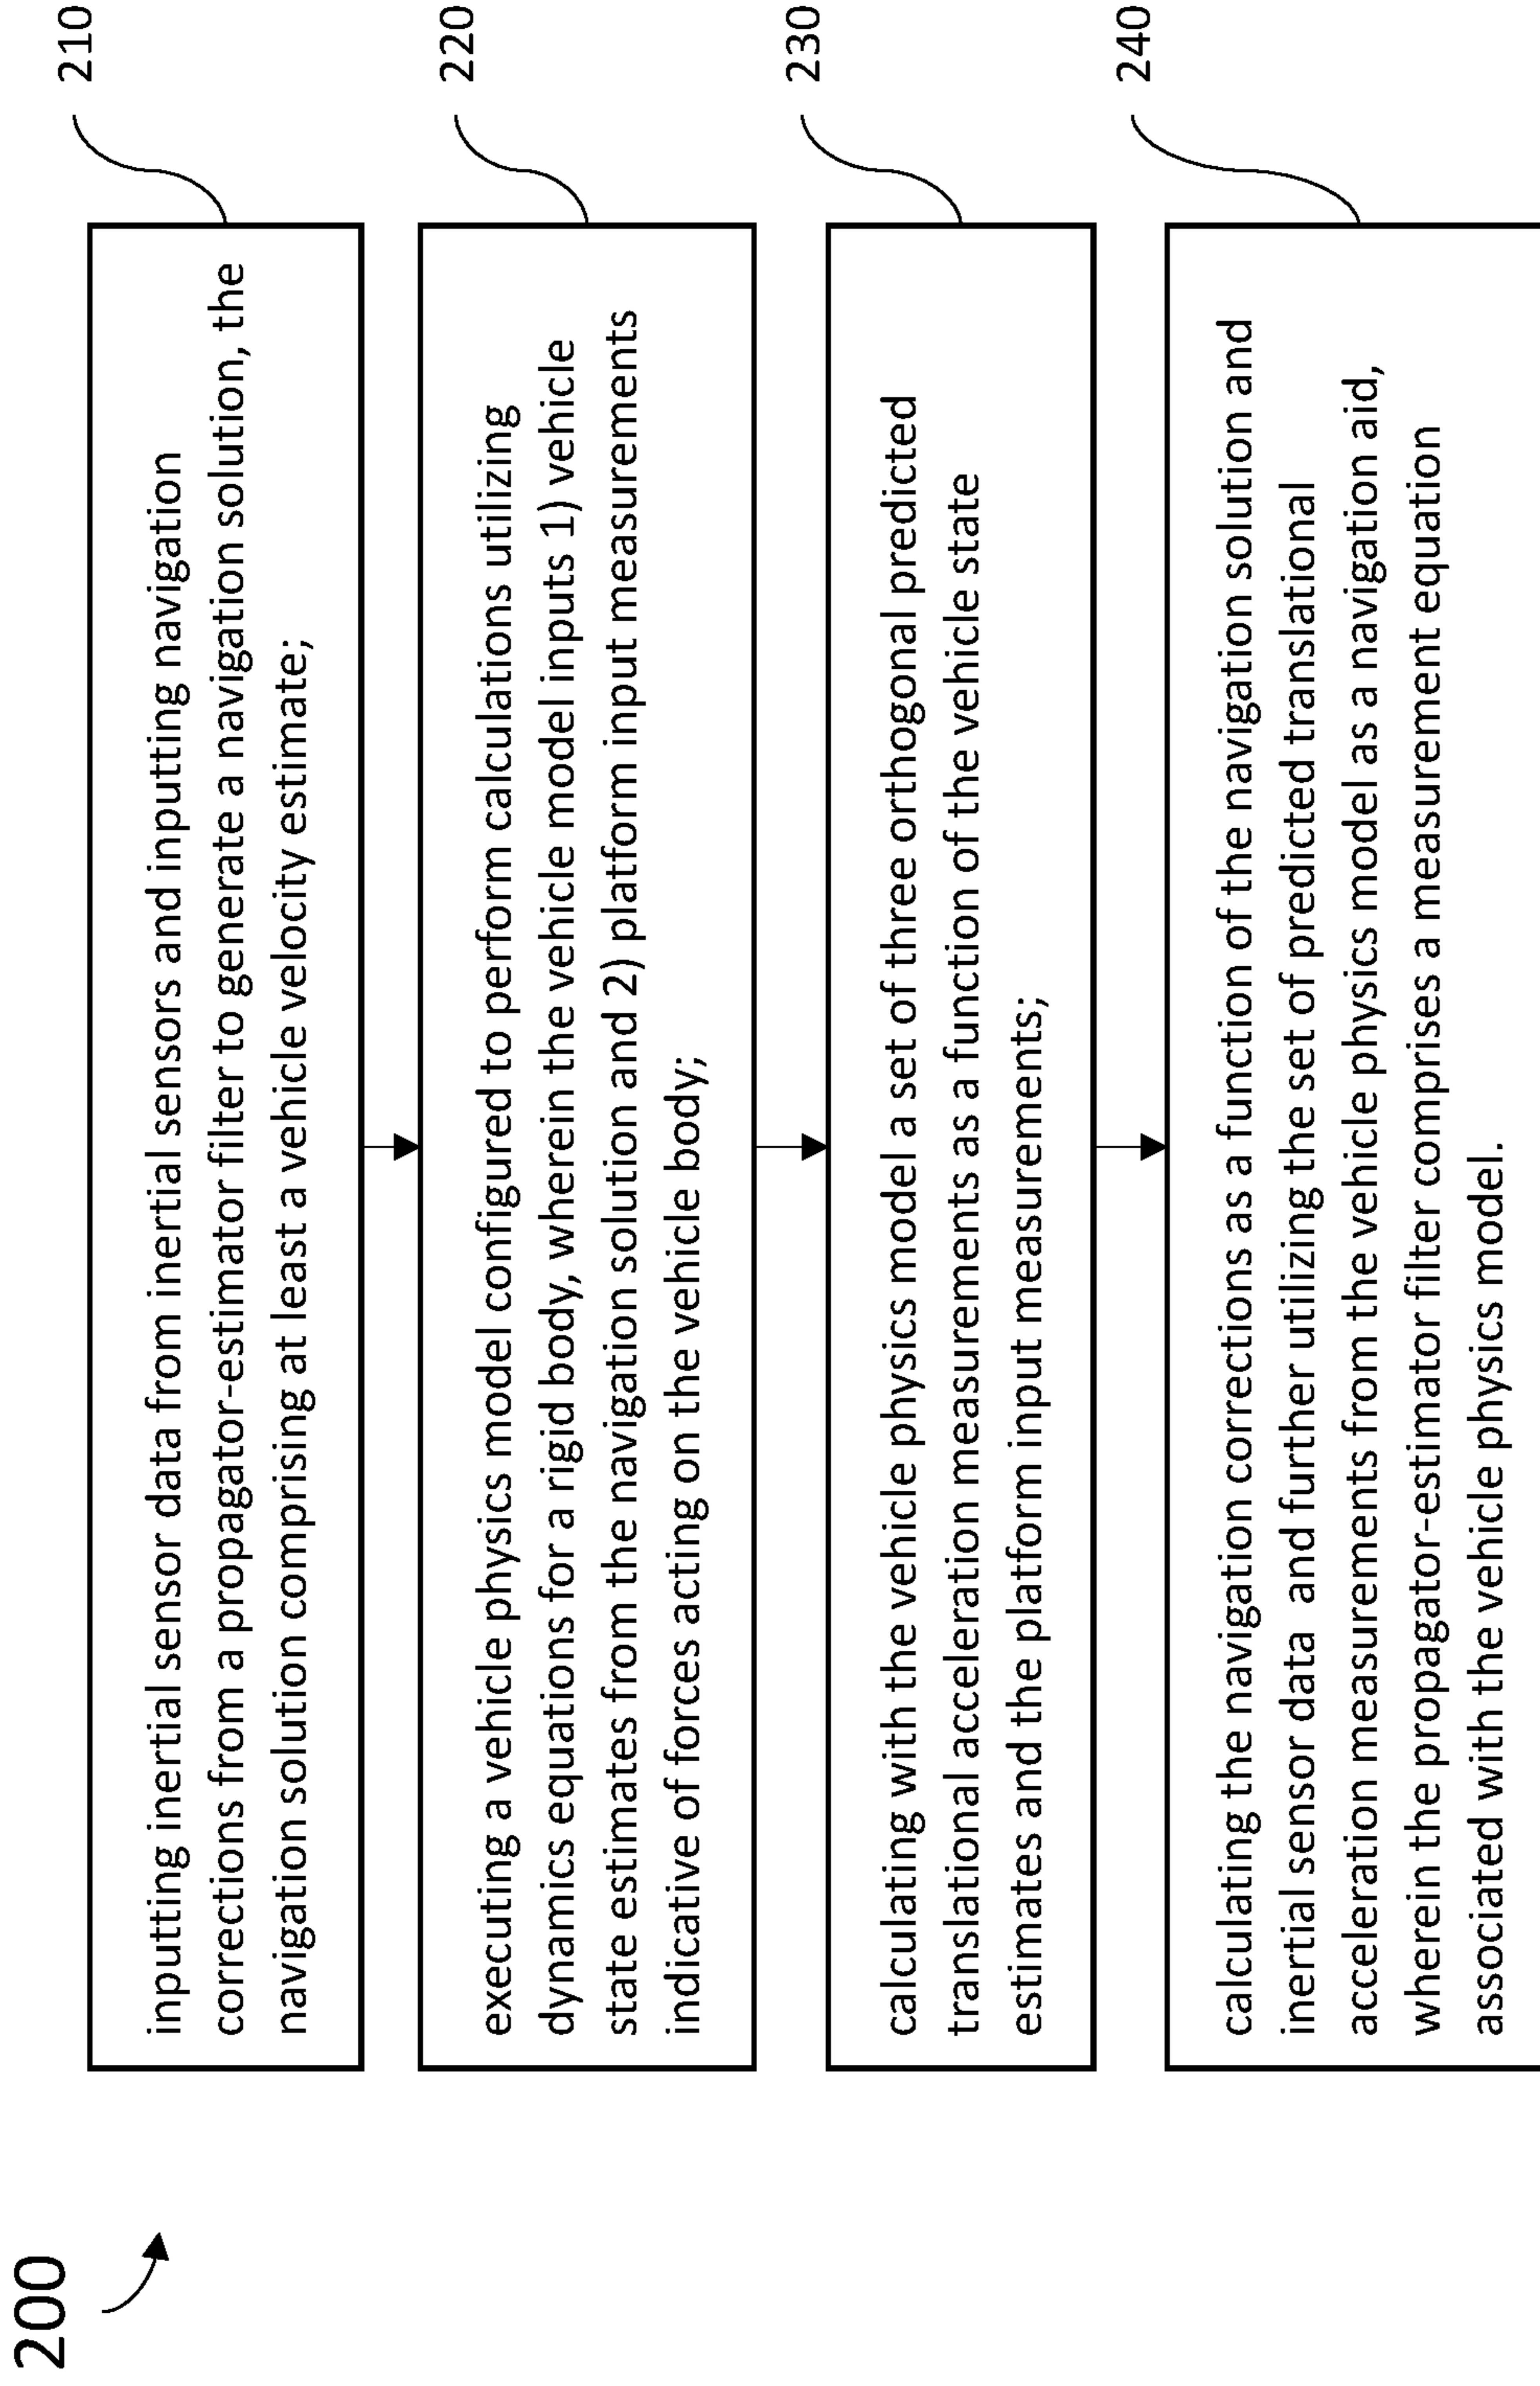 200
210
inputting inertial sensor data from inertial sensors and inputting navigation
corrections from a propagator-estimator filter to generate a navigation solution, the
navigation solution comprising at least a vehicle velocity estimate;
220
executing a vehicle physics model configured to perform calculations utilizing
dynamics equations for a rigid body, wherein the vehicle model inputs 1) vehicle
state estimates from the navigation solution and 2) platform input measurements
indicative of forces acting on the vehicle body;
230
calculating with the vehicle physics model a set of three orthogonal predicted
translational acceleration measurements as a function of the vehicle state
estimates and the platform input measurements;
240
calculating the navigation corrections as a function of the navigation solution and
inertial sensor data and further utilizing the set of predicted translational
acceleration measurements from the vehicle physics model as a navigation aid,
wherein the propagator-estimator filter comprises a measurement equation
associated with the vehicle physics model.